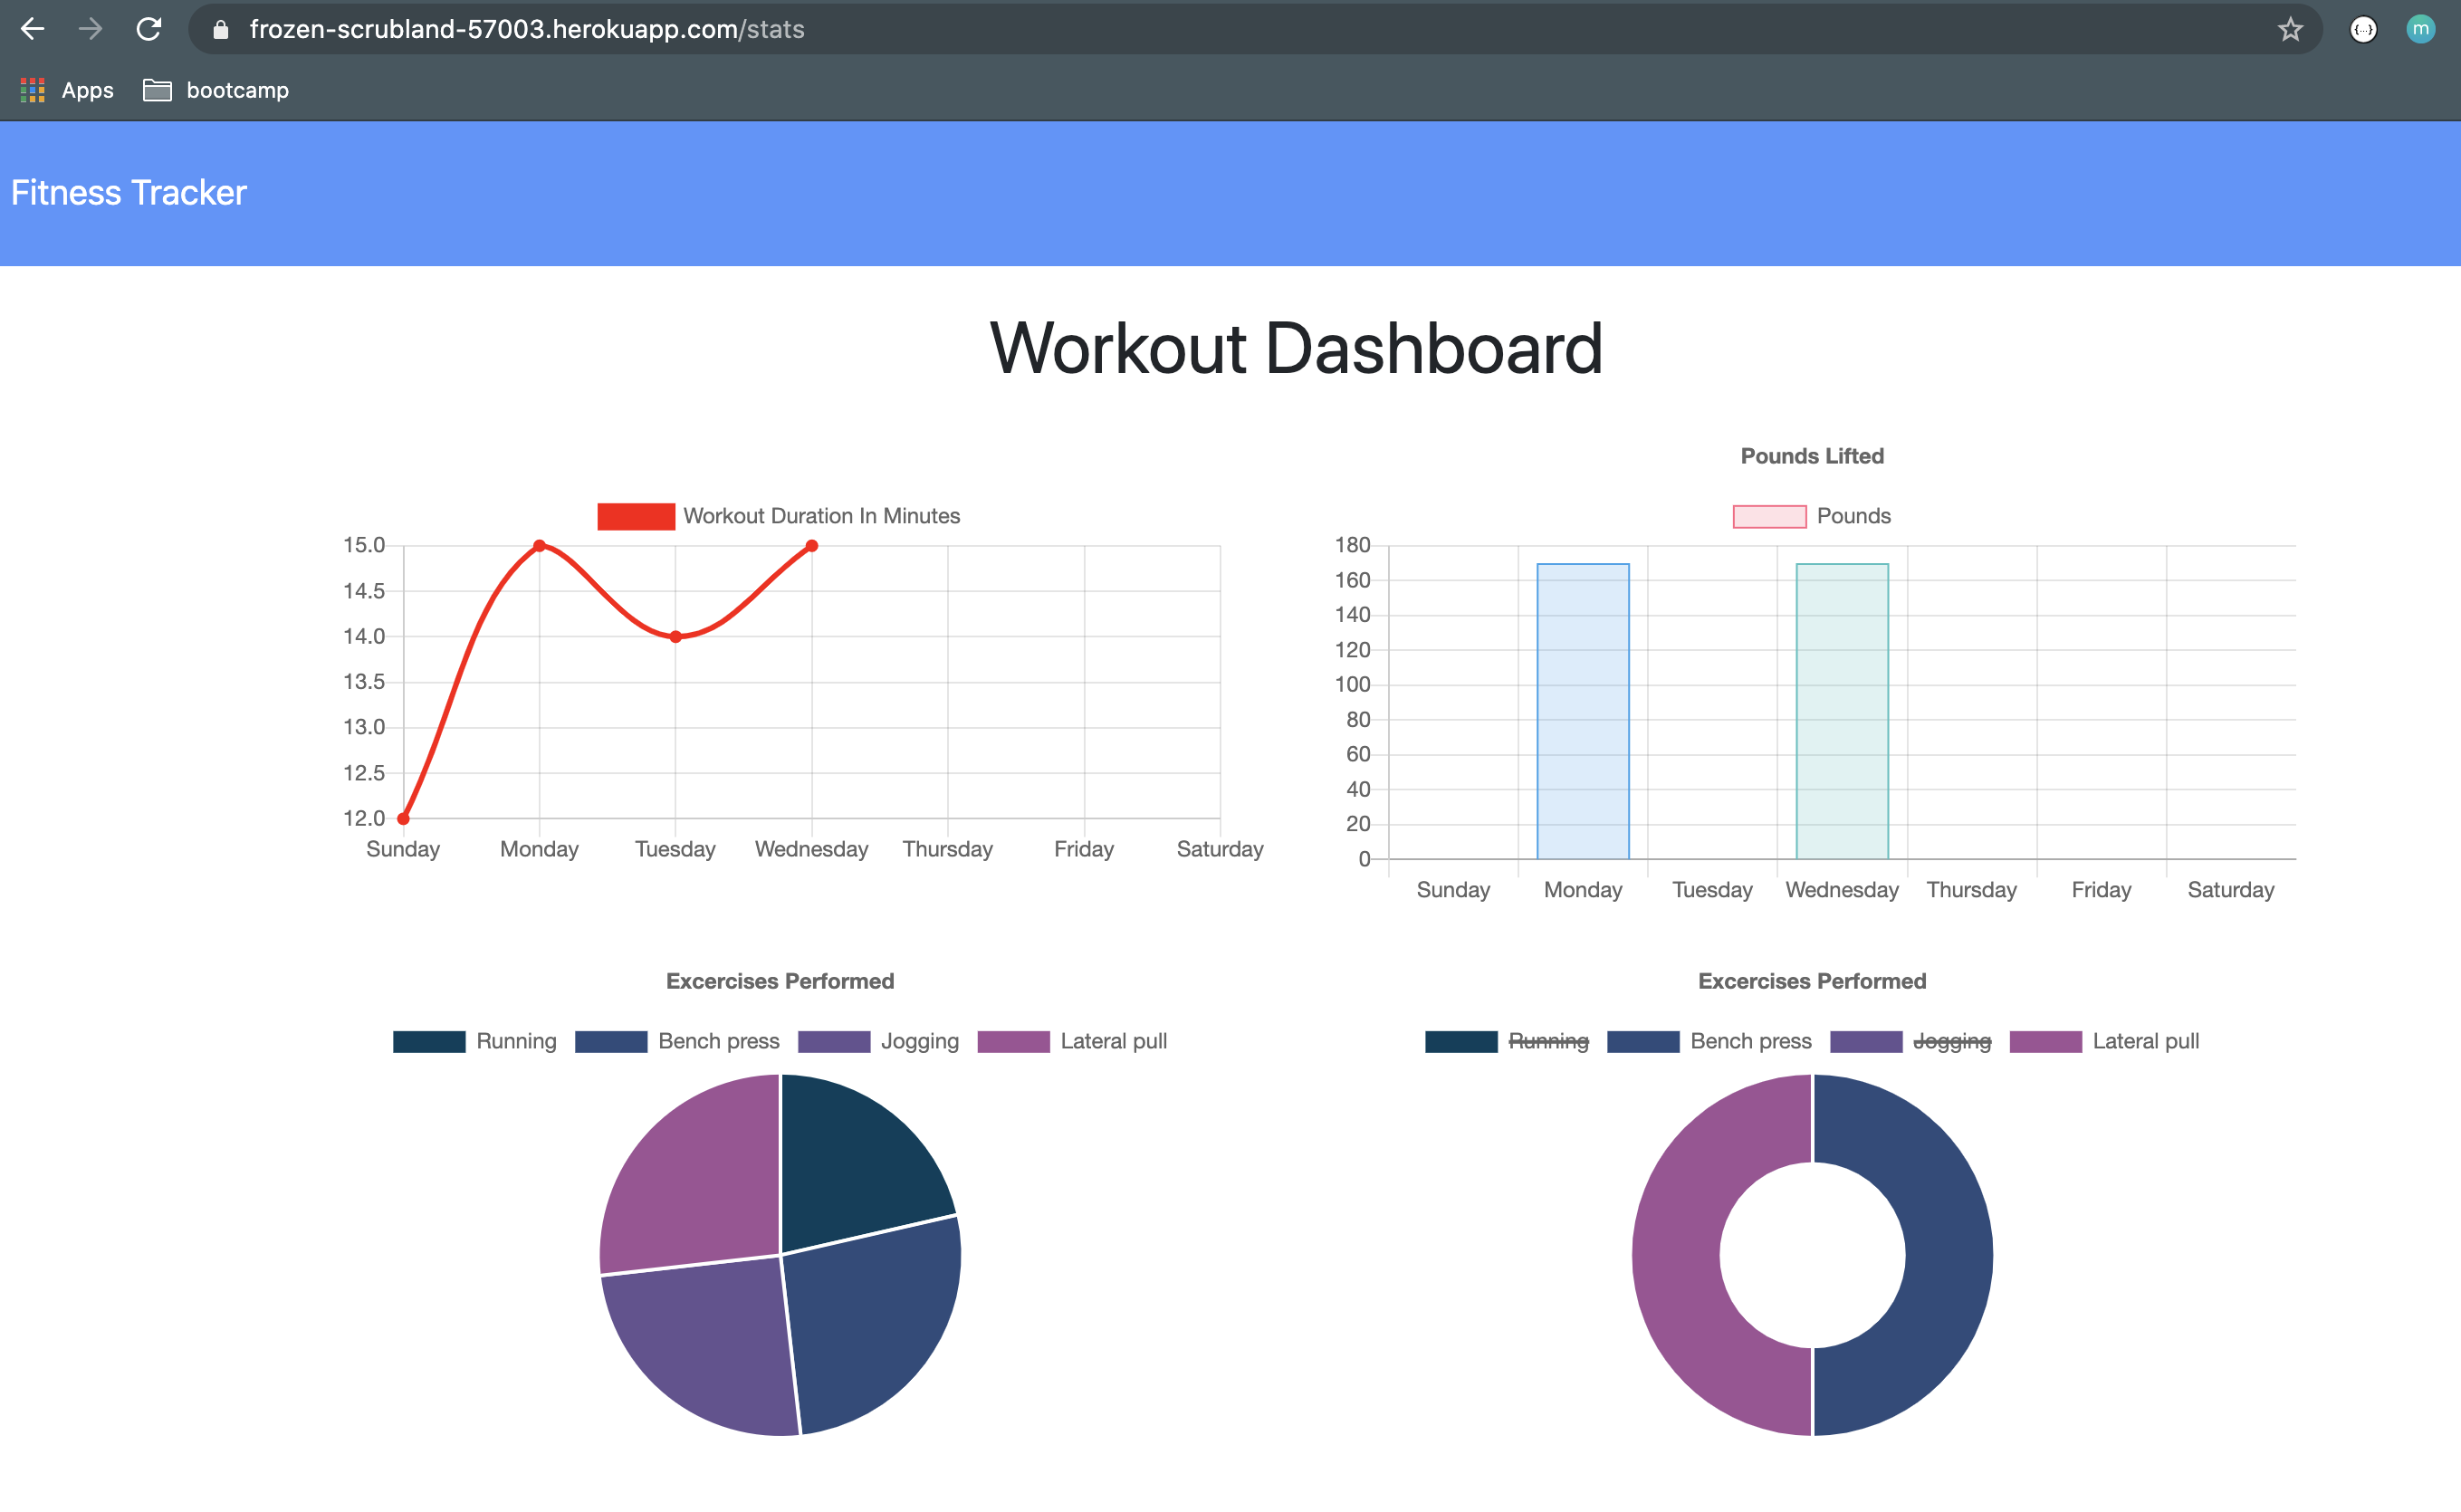 frozen-scrubland-57003.herokuapp.com/stats
{...}
m
Apps
bootcamp
Fitness Tracker
Workout Dashboard
Workout Duration In Minutes
15.0
14.5
14.0
13.5
13.0
12.5
12.0
Sunday Monday Tuesday Wednesday Thursday Friday Saturday
Pounds Lifted
Pounds
180
160
140
120
100
80
60
40
20
0
Sunday Monday Tuesday Wednesday Thursday Friday Saturday
Excercises Performed
Running Bench press Jogging Lateral pull
Excercises Performed
Running Bench press Jogging Lateral pull